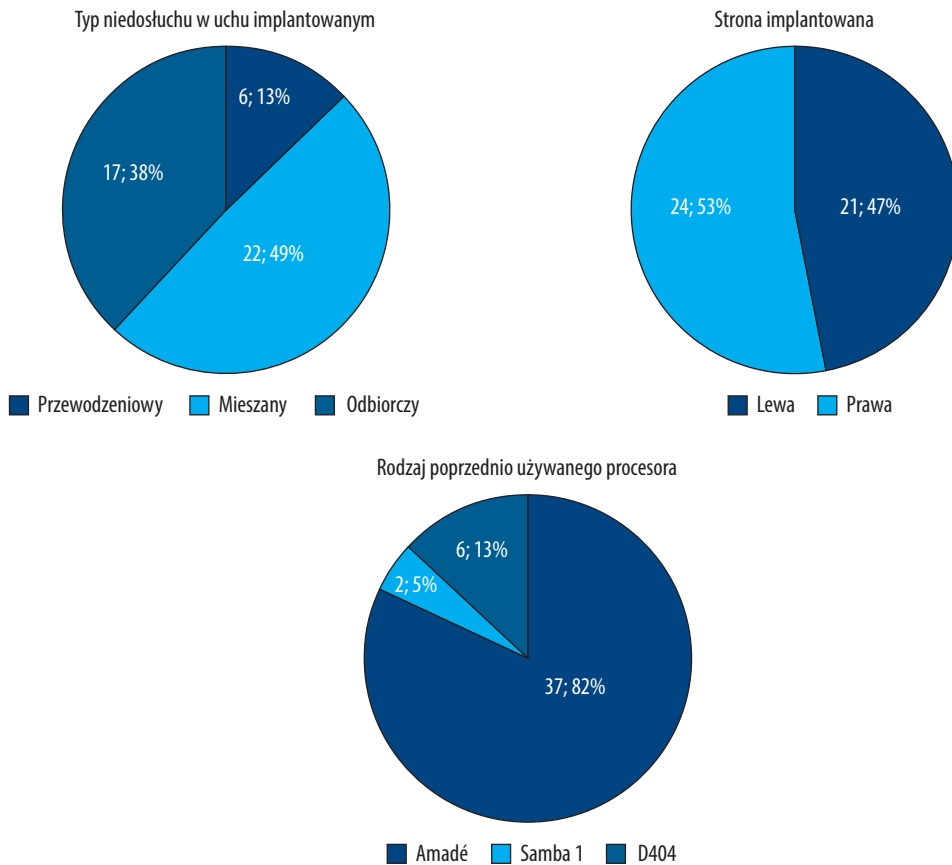 Typ niedosłuchu w uchu implantowanym
6; 13%
17; 38%
22; 49%
Przewodzeniowy Mieszany Odbiorczy
Strona implantowana
24; 53% 21; 47%
Lewa Prawa
Rodzaj poprzednio używanego procesora
6; 13%
2; 5%
37; 82%
Amadé Samba 1 D404